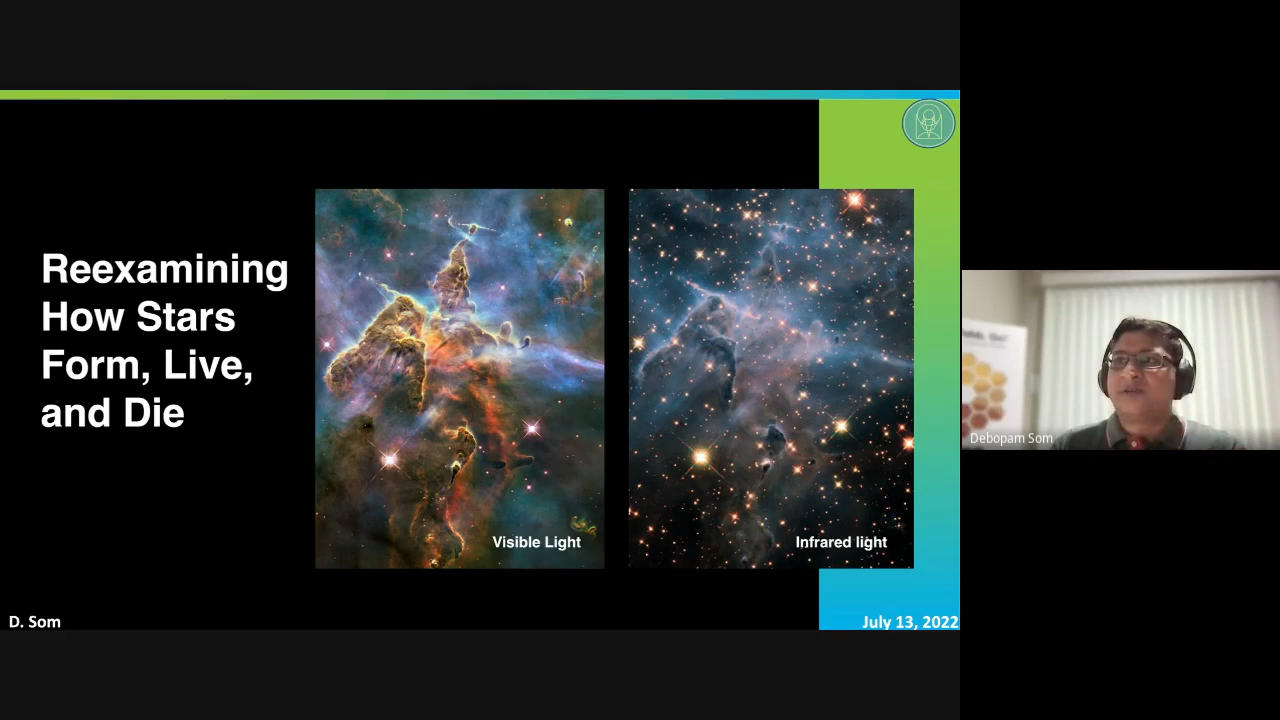 Reexamining
How Stars
Form, Live,
and Die
Visible Light
Infrared light
D. Som
July 13, 2022
Debopam Som